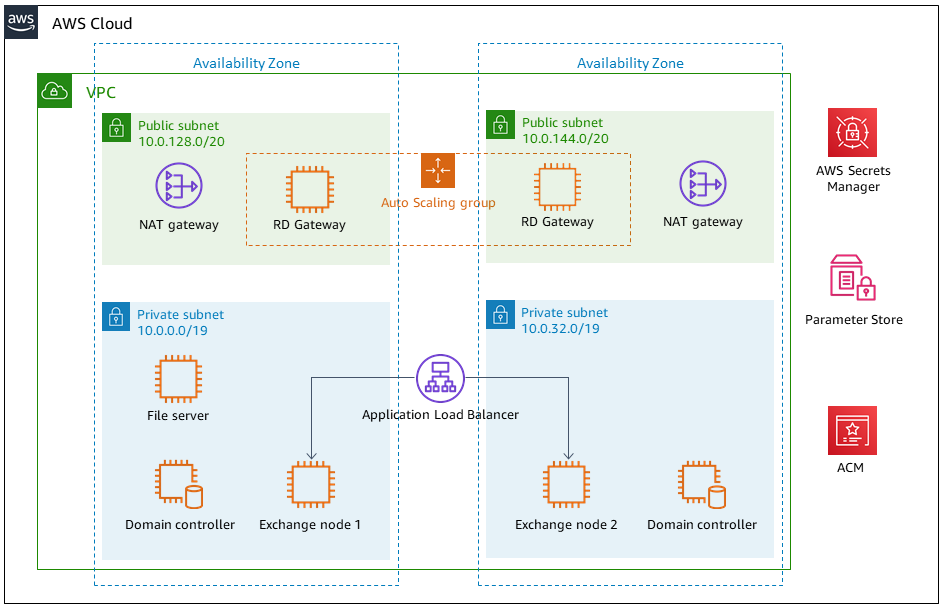 aws
AWS Cloud
Availability Zone
Availability Zone
VPC
Public subnet
10.0.128.0/20
Public subnet
10.0.144.0/20
NAT gateway
RD Gateway
Auto Scaling group
RD Gateway
NAT gateway
AWS Secrets
Manager
Private subnet
10.0.0.0/19
Private subnet
10.0.32.0/19
Parameter Store
File server
Application Load Balancer
Domain controller
Exchange node 1
Exchange node 2
Domain controller
ACM